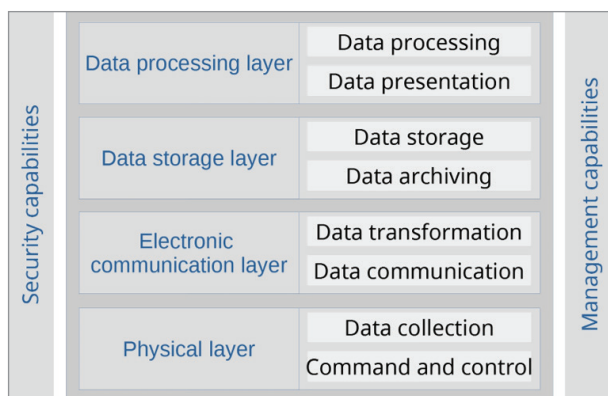 Security capabilities
Data processing layer
Data processing
Data presentation
Data storage layer
Data storage
Data archiving
Electronic
communication layer
Data transformation
Data communication
Physical layer
Data collection
Command and control
Management capabilities